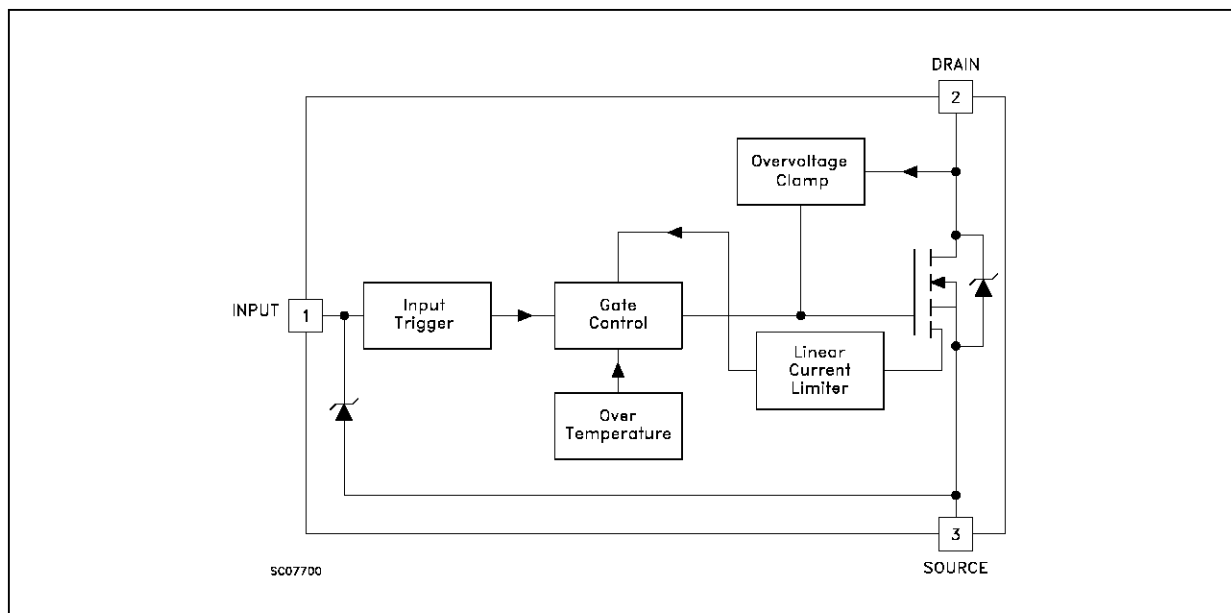 DRAIN
2
Overvoltage
Clamp
INPUT
1
Input
Trigger
Gate
Control
Linear
Current
Limiter
Over
Temperature
3
SOURCE
SC07700